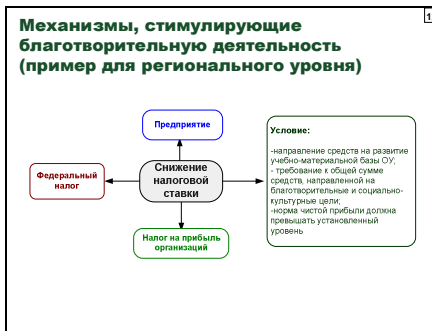 1
Механизмы, стимулирующие
благотворительную деятельность
(пример для регионального уровня)
Предприятие
Федеральный
налог
Снижение
налоговой
ставки
Налог на прибыль
организаций
Условие:
-направление средств на развитие
учебно-материальной базы ОУ;
- требование к общей сумме
средств, направленной на
благотворительные и социально-
культурные цели;
-норма чистой прибыли должна
превышать установленный
уровень